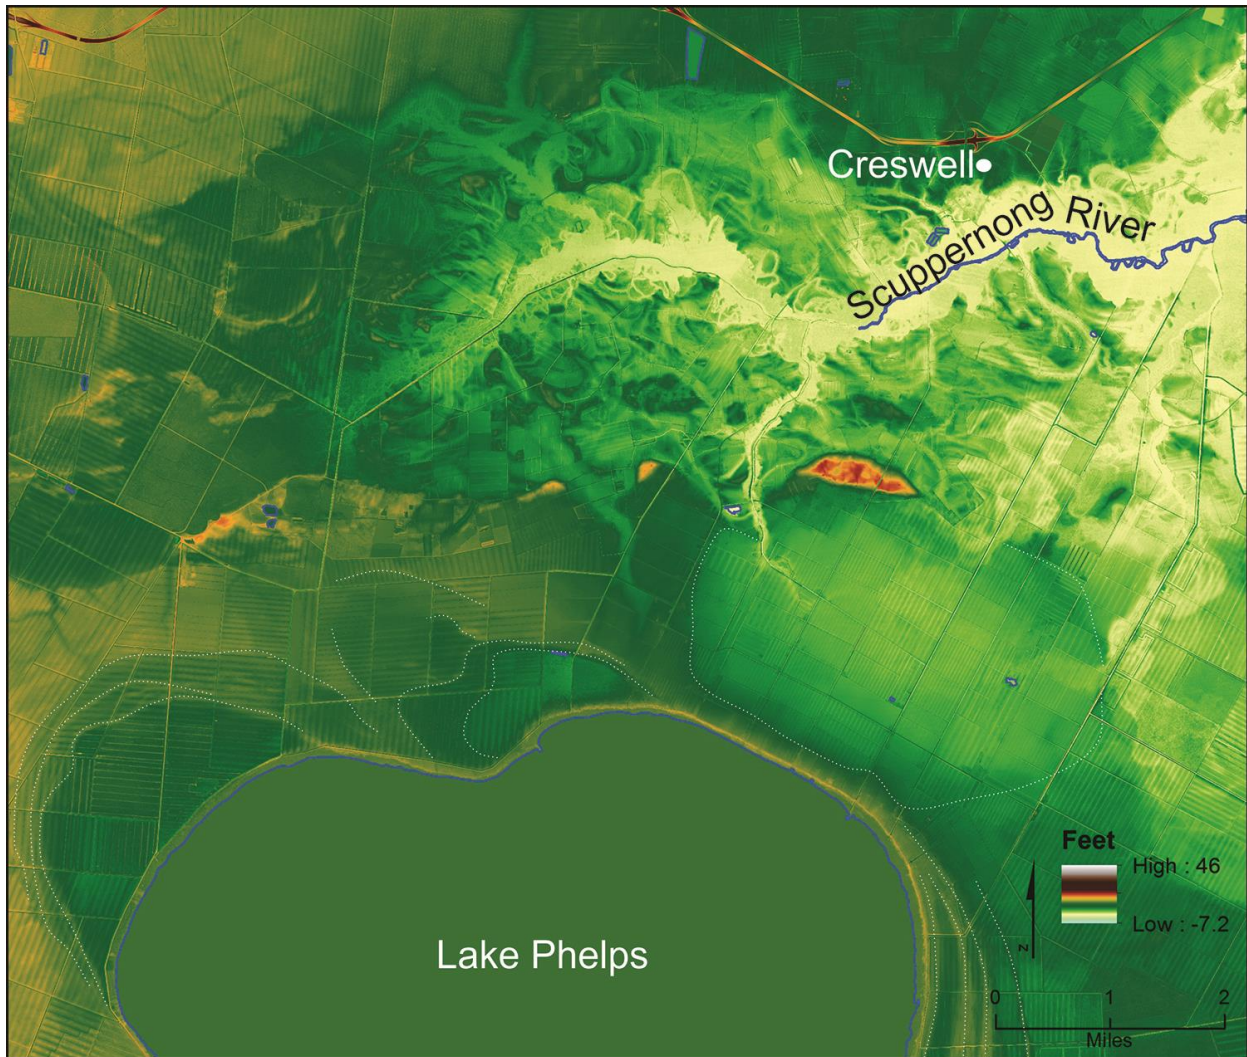 Creswell
Scuppernong River
Feet
High : 46
Low : -7.2
N
Lake Phelps
0 1 2
Miles